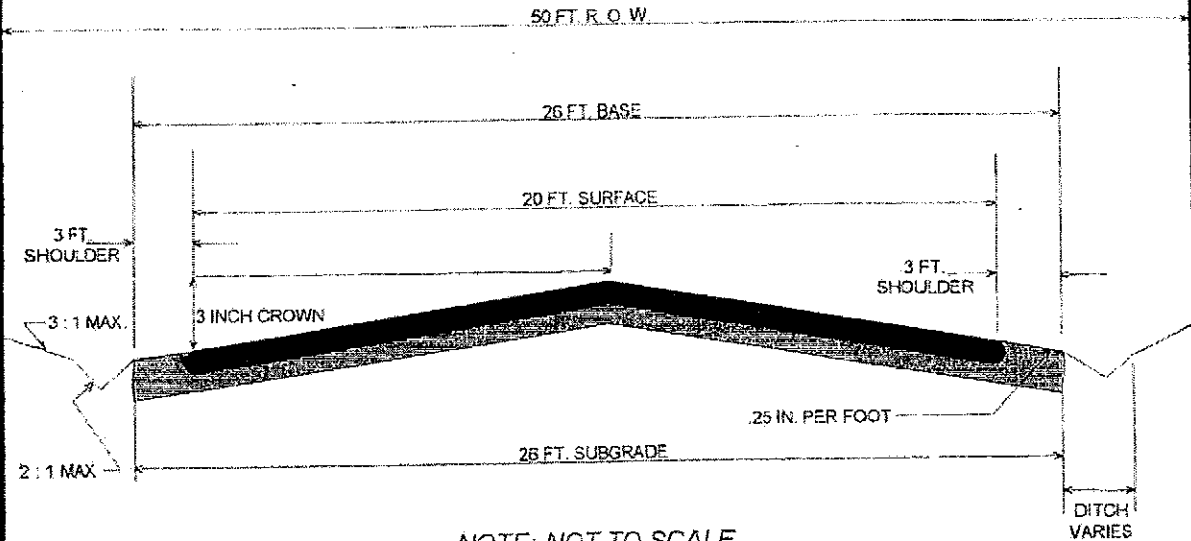 50 FT. R O W
26 FT. BASE
20 FT. SURFACE
3 FT.
SHOULDER
3 FT.
SHOULDER
3 INCH CROWN
3 : 1 MAX.
.25 IN. PER FOOT
26 FT. SUBGRADE
2 : 1 MAX
DITCH
VARIES
NOTE: NOT TO SCALE